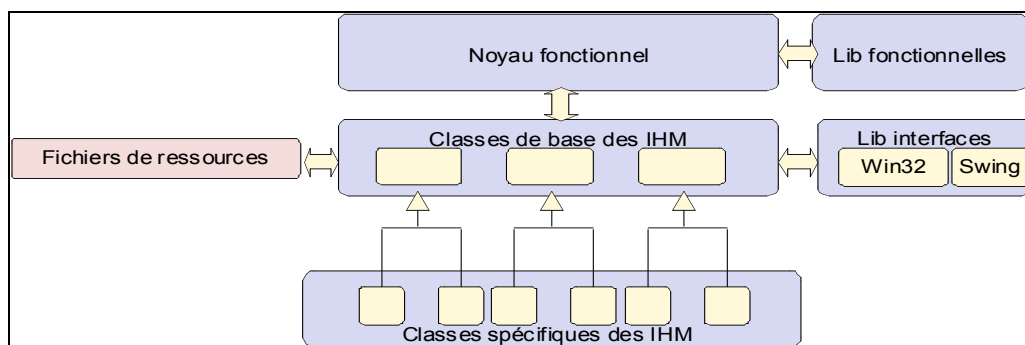 Noyau fonctionnel
Lib fonctionnelles
Classes de base des IHM
Lib interfaces
Fichiers de ressources
Win32
Swing
Classes spécifiques des IHM